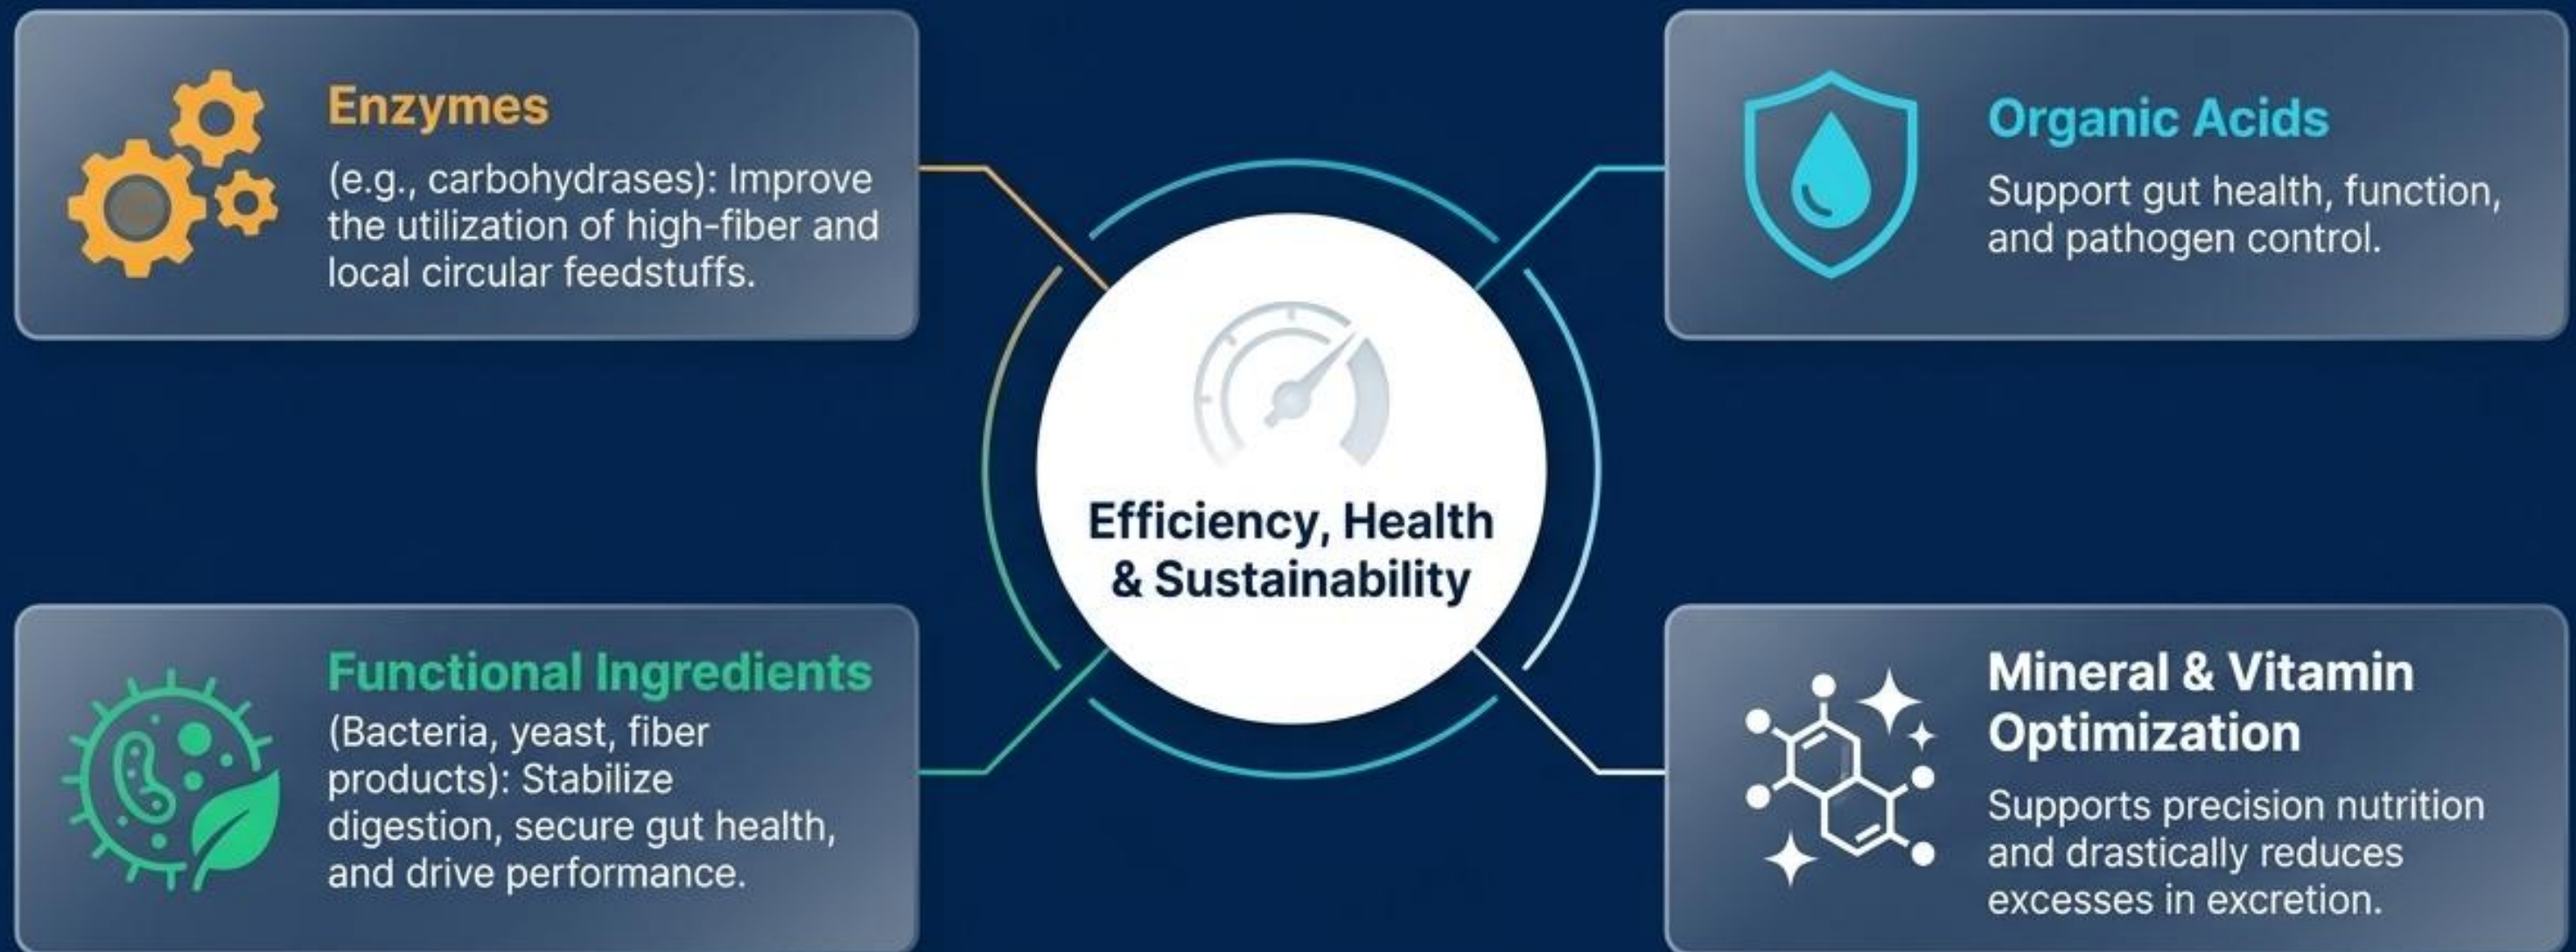 Enzymes
(e.g., carbohydrases): Improve
the utilization of high-fiber and
local circular feedstuffs.
Organic Acids
Support gut health, function,
and pathogen control.
Efficiency, Health
& Sustainability
Functional Ingredients
(Bacteria, yeast, fiber
products): Stabilize
digestion, secure gut health,
and drive performance.
Mineral & Vitamin
Optimization
Supports precision nutrition
and drastically reduces
excesses in excretion.